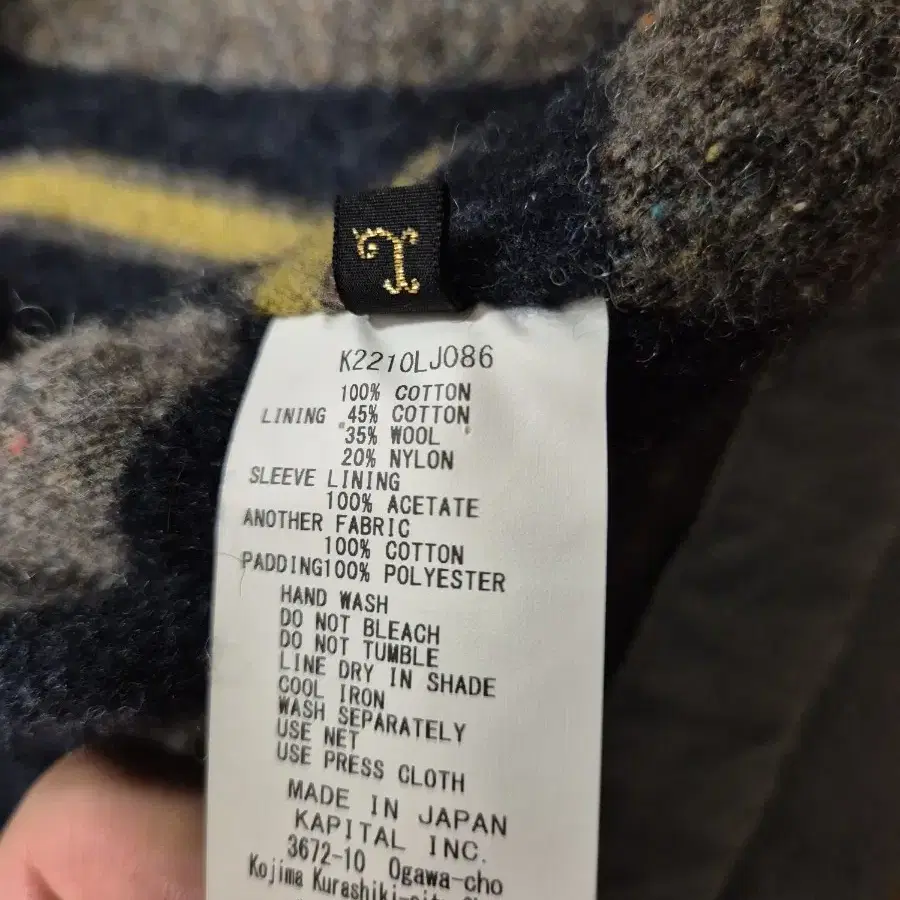 K2210LJ086
100% COTTON
LINING 45% COTTON
35% WOOL
20% NYLON
SLEEVE LINING
100% ACETATE
ANOTHER FABRIC
100% COTTON
PADDING100% POLYESTER
HAND WASH
DO NOT BLEACH
DO NOT TUMBLE
LINE DRY IN SHADE
COOL IRON
WASH SEPARATELY
USE NET
USE PRESS CLOTH
MADE IN JAPAN
KAPITAL INC.
3672-10 Ogawa-cho
Kojima Kurashiki-